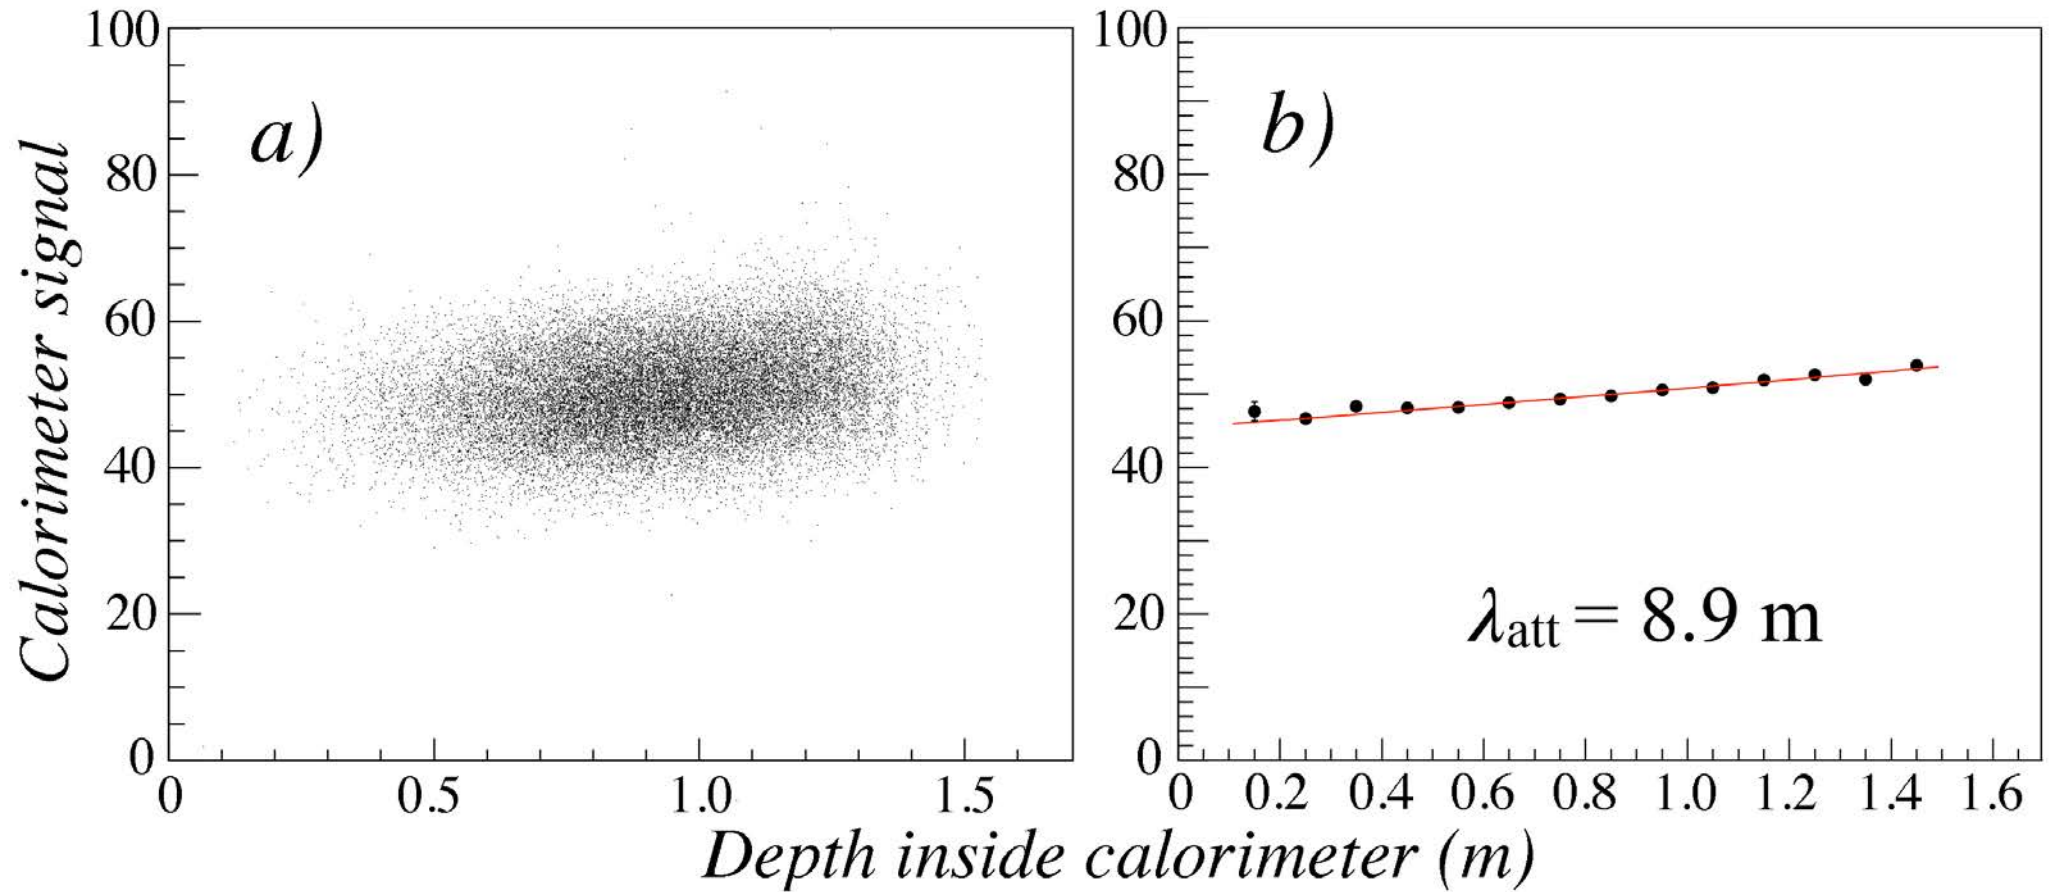 100
80
60
40
20
0
Calorimeter signal
a)
0 0.5 1.0 1.5
100
80
60
40
20
0
b)
λatt = 8.9 m
0 0.2 0.4 0.6 0.8 1.0 1.2 1.4 1.6
Depth inside calorimeter (m)